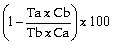 (1 - Ta x Cb / Tb x Ca) x 100